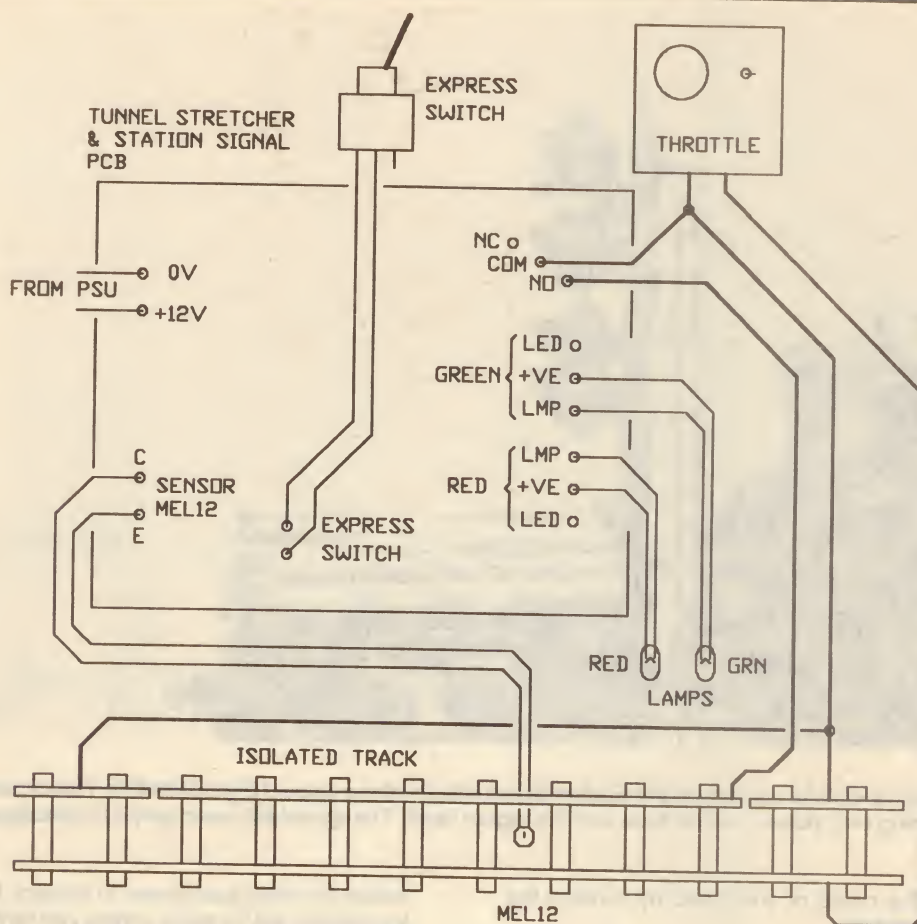 EXPRESS
SWITCH
TUNNEL STRETCHER
& STATION SIGNAL
PCB
THROTTLE
NC
COM
NO
0V
FROM PSU
+12V
LED
GREEN +VE
LMP
C
SENSOR
MEL12
E
LMP
RED +VE
LED
EXPRESS
SWITCH
RED GRN
LAMPS
ISOLATED TRACK
MEL12